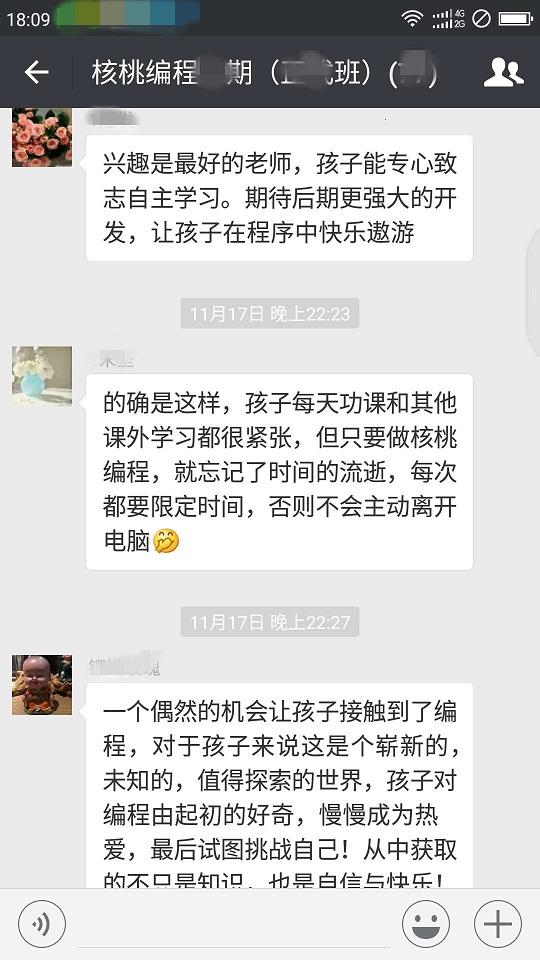 18:09
4G
2G
核桃编程 期（正式班）(
兴趣是最好的老师，孩子能专心致
志自主学习。期待后期更强大的开
发，让孩子在程序中快乐遨游
11月17日 晚上22:23
的确是这样，孩子每天功课和其他
课外学习都很紧张，但只要做核桃
编程，就忘记了时间的流逝，每次
都要限定时间，否则不会主动离开
电脑🤭
11月17日 晚上22:27
一个偶然的机会让孩子接触到了编
程，对于孩子来说这是个崭新的，
未知的，值得探索的世界，孩子对
编程由起初的好奇，慢慢成为热
爱，最后试图挑战自己！从中获取
的不只是知识，也是自信与快乐！